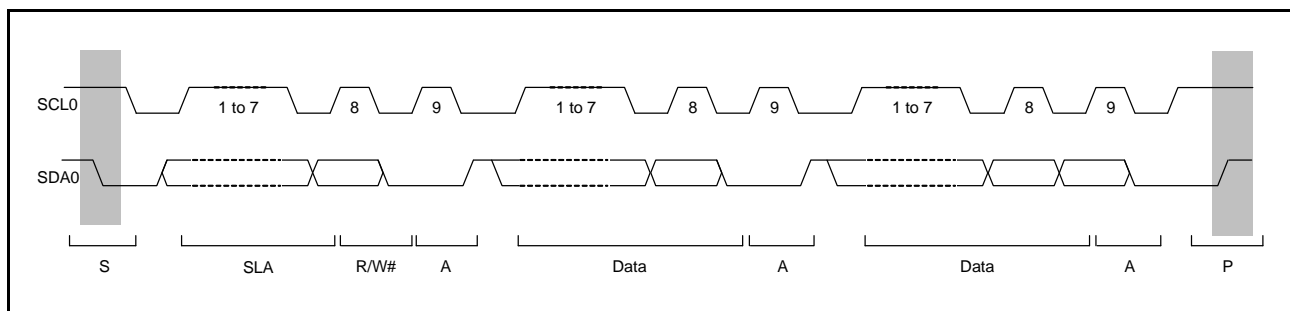 SCL0 1 to 7 8 9 1 to 7 8 9 1 to 7 8 9
SDA0
S SLA R/W# A Data A Data A P